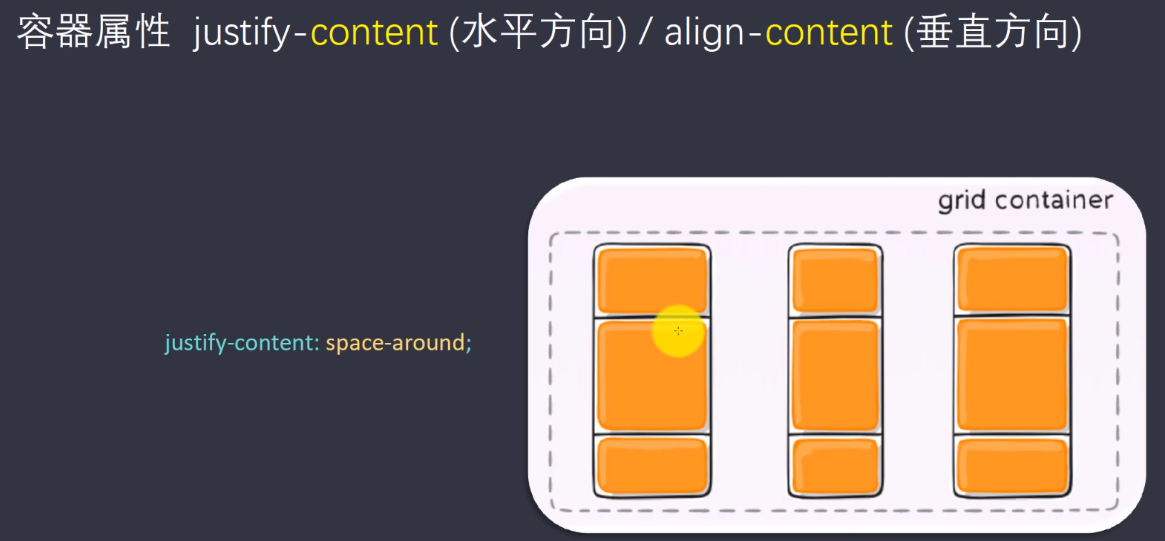 容器属性 justify-content (水平方向) / align-content (垂直方向)
grid container
justify-content: space-around;